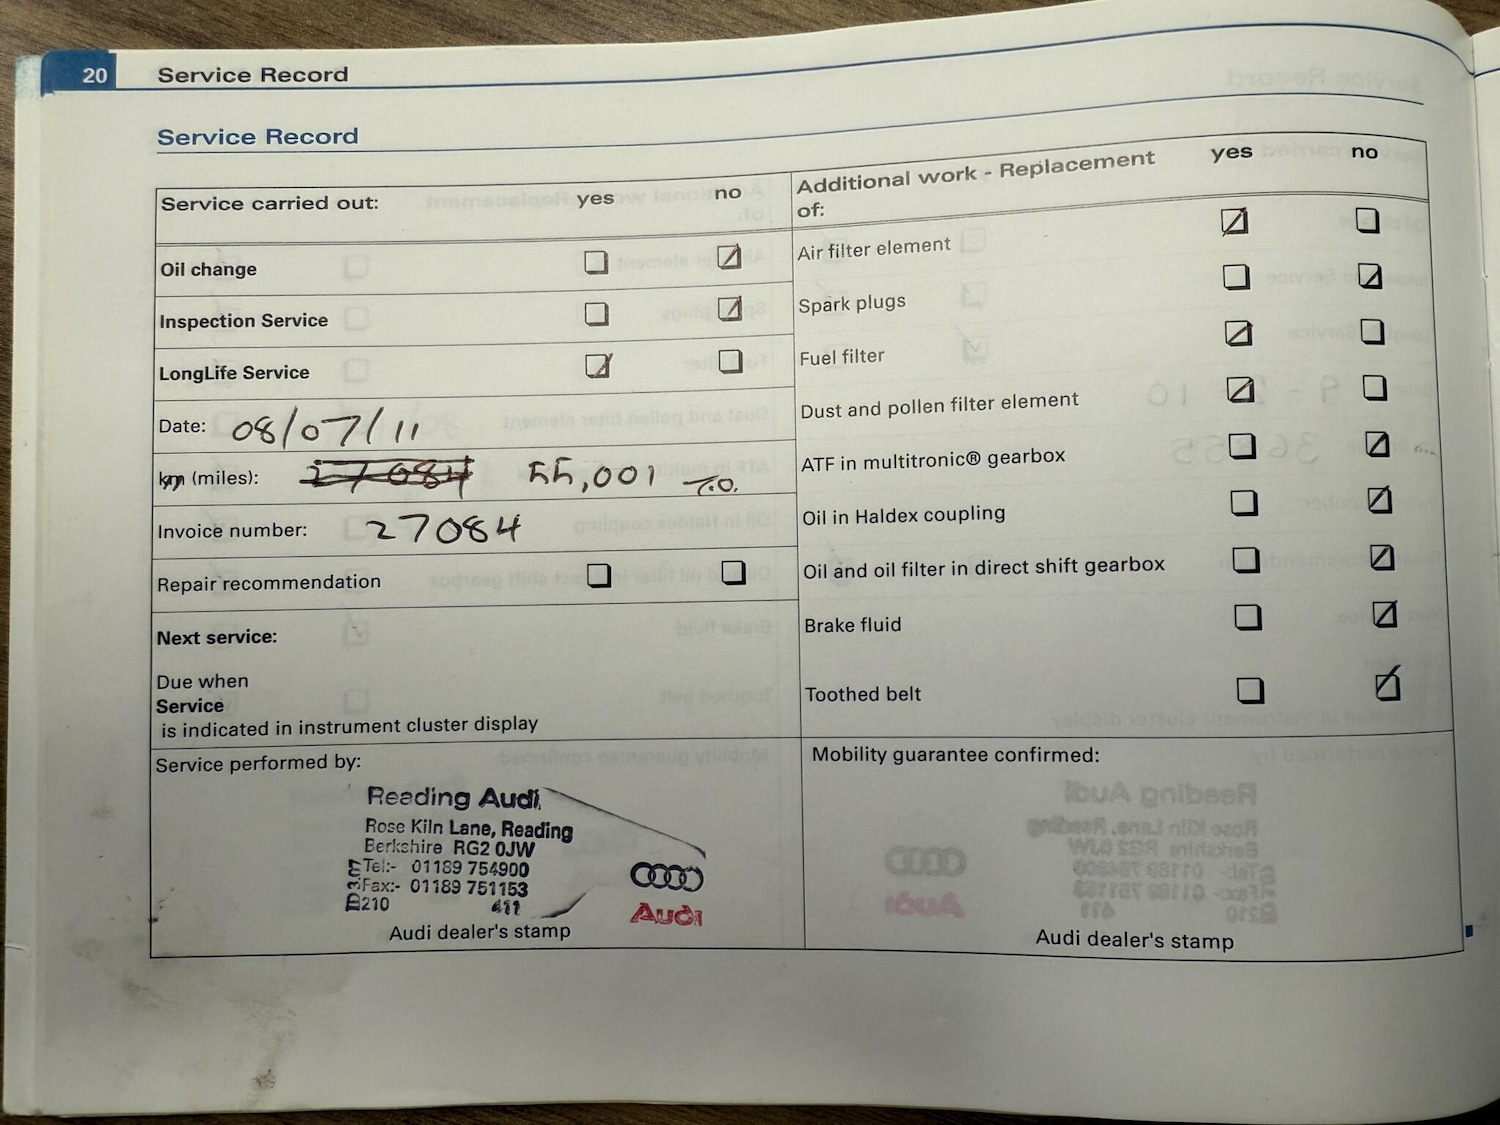 20 Service Record
Service Record
Service carried out: yes no
Oil change
Inspection Service
LongLife Service
Date: 08/07/11
km (miles): 27084 55,001 T.O.
Invoice number: 27084
Repair recommendation
Next service:
Due when
Service
is indicated in instrument cluster display
Service performed by:
Reading Audi
Rose Kiln Lane, Reading
Berkshire RG2 0JW
Tel:- 01189 754900
Fax:- 01189 751153
210 411
Audi
Audi dealer's stamp
Additional work - Replacement yes no
of:
Air filter element
Spark plugs
Fuel filter
Dust and pollen filter element
ATF in multitronic® gearbox
Oil in Haldex coupling
Oil and oil filter in direct shift gearbox
Brake fluid
Toothed belt
Mobility guarantee confirmed:
Audi dealer's stamp